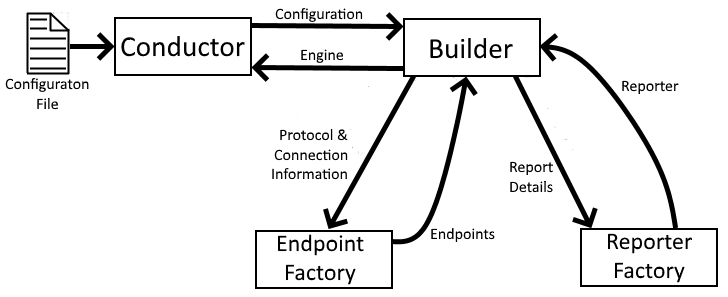 Configuration
Conductor
Builder
Engine
Configuraton
File
Reporter
Protocol &
Connection
Information
Report
Details
Endpoints
Endpoint
Factory
Reporter
Factory